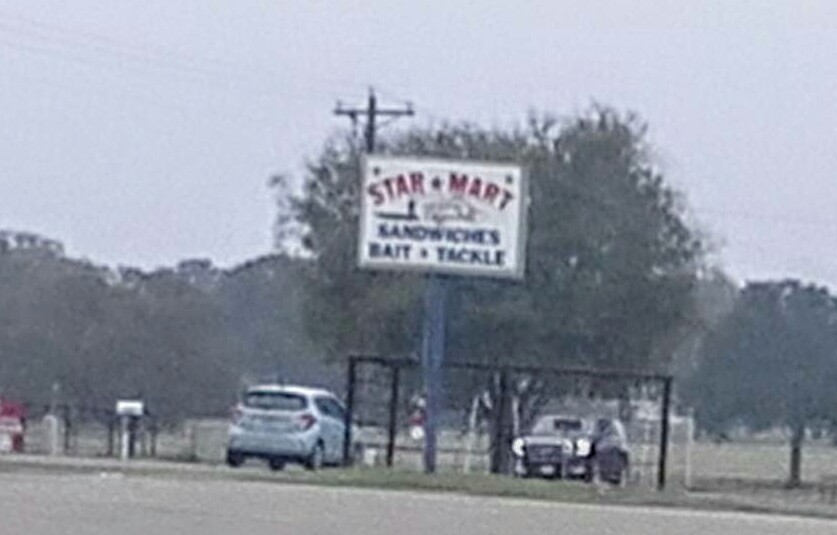 STAR ★ MART
SANDWICHES
BAIT ★ TACKLE